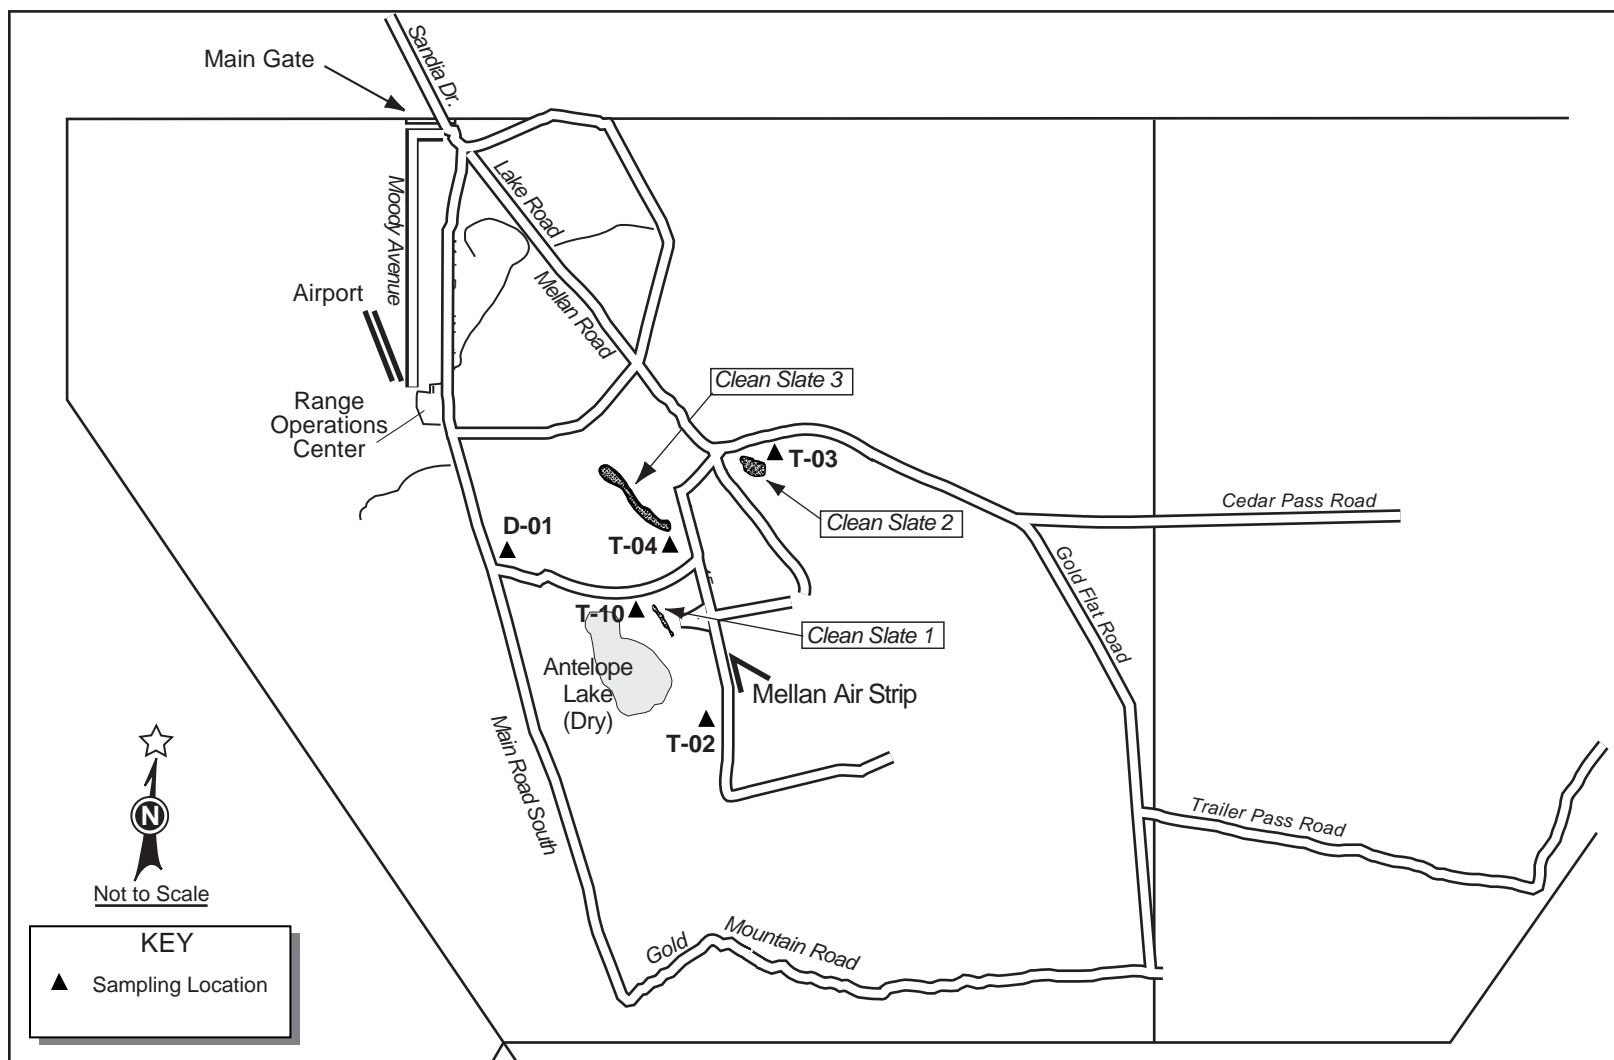 Sandia Dr.
Main Gate
Lake Road
Moody Avenue
Mellan Road
Airport
Clean Slate 3
Range
Operations
Center
T-03
Cedar Pass Road
Clean Slate 2
D-01
T-04
Gold Flat Road
T-10
Clean Slate 1
Antelope
Lake
(Dry)
Mellan Air Strip
T-02
Main Road South
Trailer Pass Road
N
Not to Scale
Gold
Mountain Road
KEY
Sampling Location